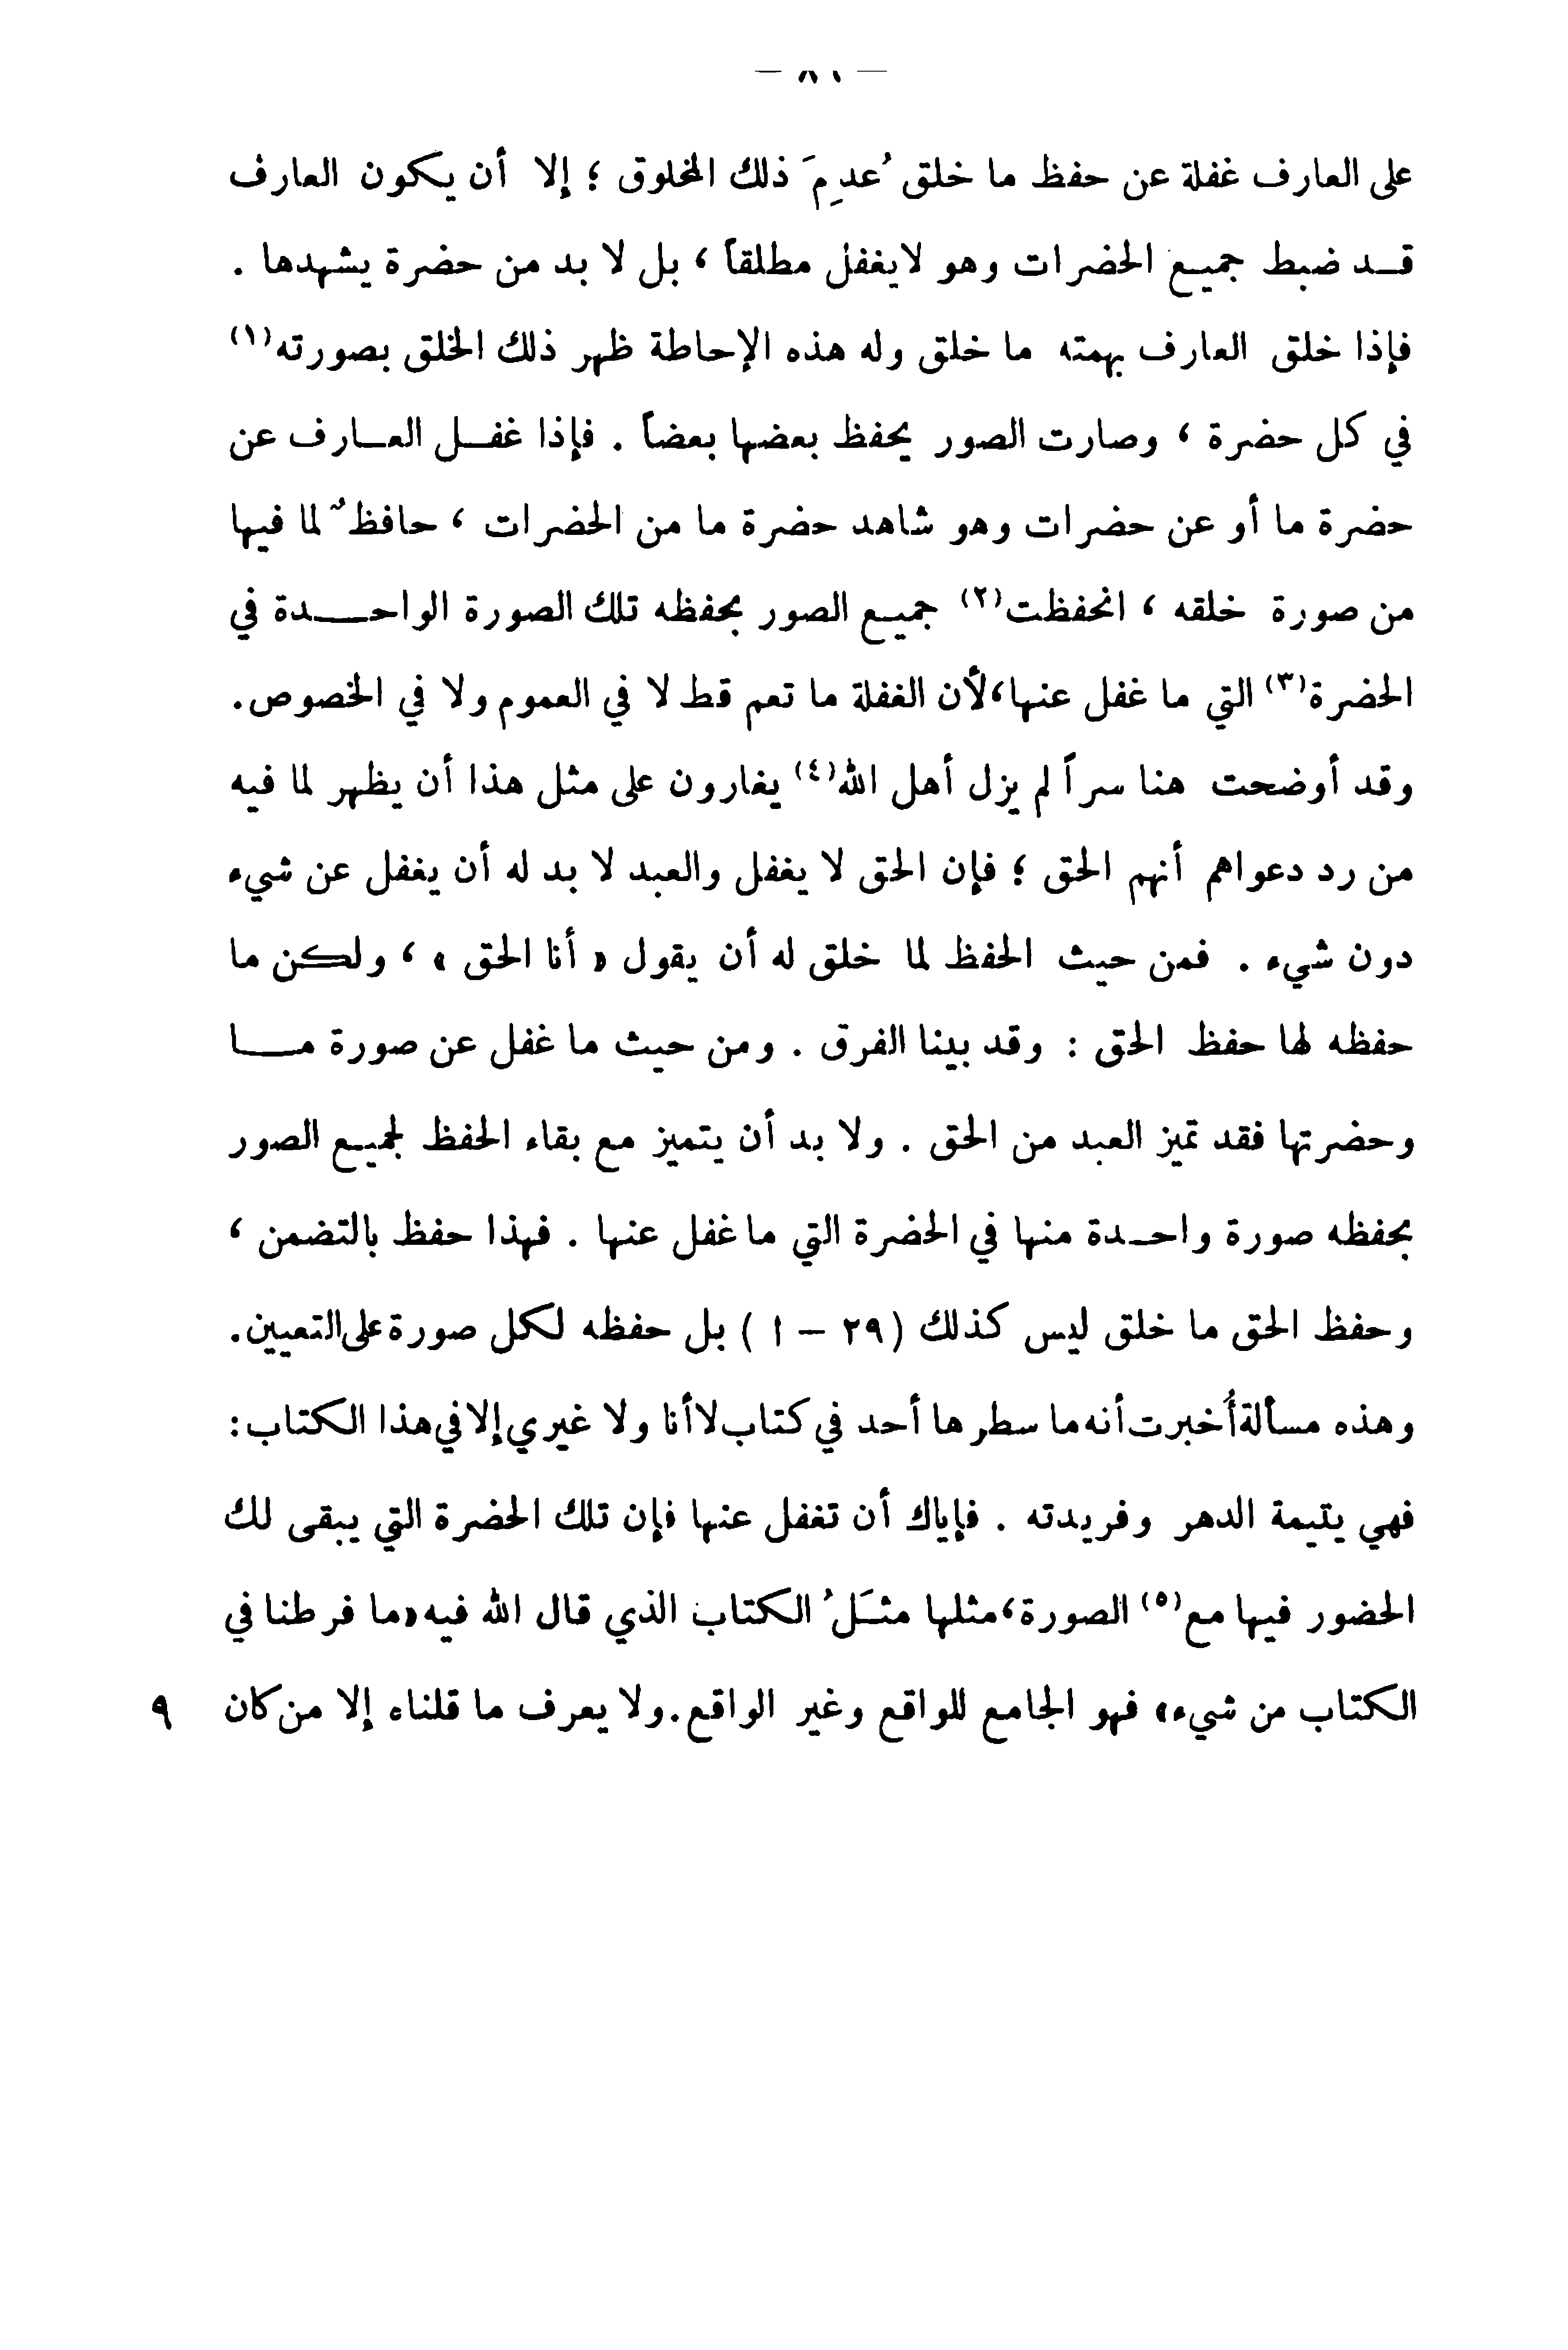 — ٨١ —
على العارف غفلة عن حفظ ما خلق عُدِمَ ذلك المخلوق ؛ إلا أن يكون العارف
قـد ضبط جميع الحضرات وهو لايغفل مطلقاً ، بل لا بد من حضرة يشهدها .
فإذا خلق العارف بهمته ما خلق وله هذه الإحاطة ظهر ذلك الخلق بصورته(١)
في كل حضرة ، وصارت الصور يحفظ بعضها بعضاً . فإذا غفـل العـارف عن
حضرة ما أو عن حضرات وهو شاهد حضرة ما من الحضرات ، حافظٌ لما فيها
من صورة خلقه ، انحفظت(٢) جميع الصور بحفظه تلك الصورة الواحـدة في
الحضرة(٣) التي ما غفل عنها،لأن الغفلة ما تعم قط لا في العموم ولا في الخصوص.
وقد أوضحت هنا سراً لم يزل أهل الله(٤) يغارون على مثل هذا أن يظهر لما فيه
من رد دعواهم أنهم الحق ؛ فإن الحق لا يغفل والعبد لا بد له أن يغفل عن شيء
دون شيء . فمن حيث الحفظ لما خلق له أن يقول « أنا الحق » ، ولكن ما
حفظه لها حفظ الحق : وقد بينا الفرق . ومن حيث ما غفل عن صورة مـا
وحضرتها فقد تميز العبد من الحق . ولا بد أن يتميز مع بقاء الحفظ لجميع الصور
بحفظه صورة واحـدة منها في الحضرة التي ما غفل عنها . فهذا حفظ بالتضمن ،
وحفظ الحق ما خلق ليس كذلك (٢٩ – ا ) بل حفظه لكل صورة على التعيين.
وهذه مسألة أُخبرت أنه ما سطرها أحد في كتاب لا أنا ولا غيري إلا في هذا الكتاب:
فهي يتيمة الدهر وفريدته . فإياك أن تغفل عنها فإن تلك الحضرة التي يبقى لك
الحضور فيها مع(٥) الصورة،مثلها مثَلُ الكتاب الذي قال الله فيه«ما فرطنا في
الكتاب من شيء» فهو الجامع للواقع وغير الواقع.ولا يعرف ما قلناه إلا من كان ٩